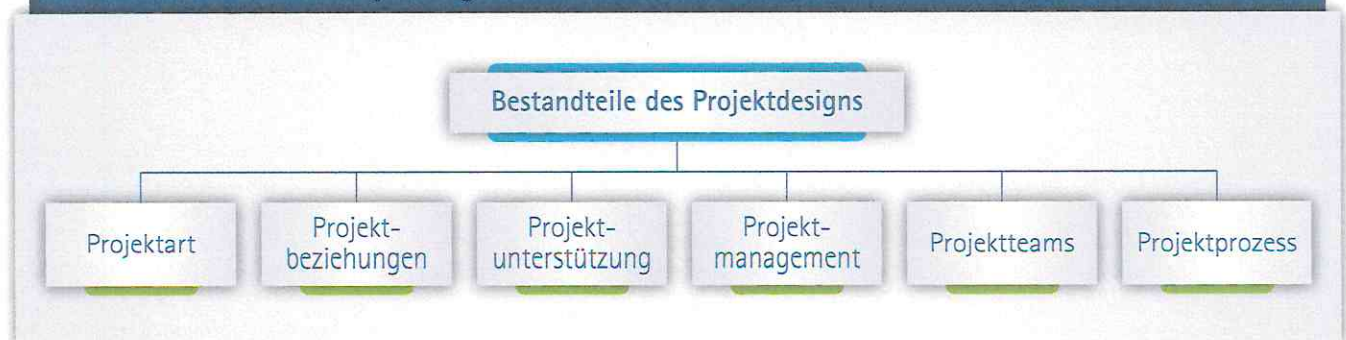 Bestandteile des Projektdesigns
Projektart
Projekt-
beziehungen
Projekt-
unterstützung
Projekt-
management
Projektteams
Projektprozess